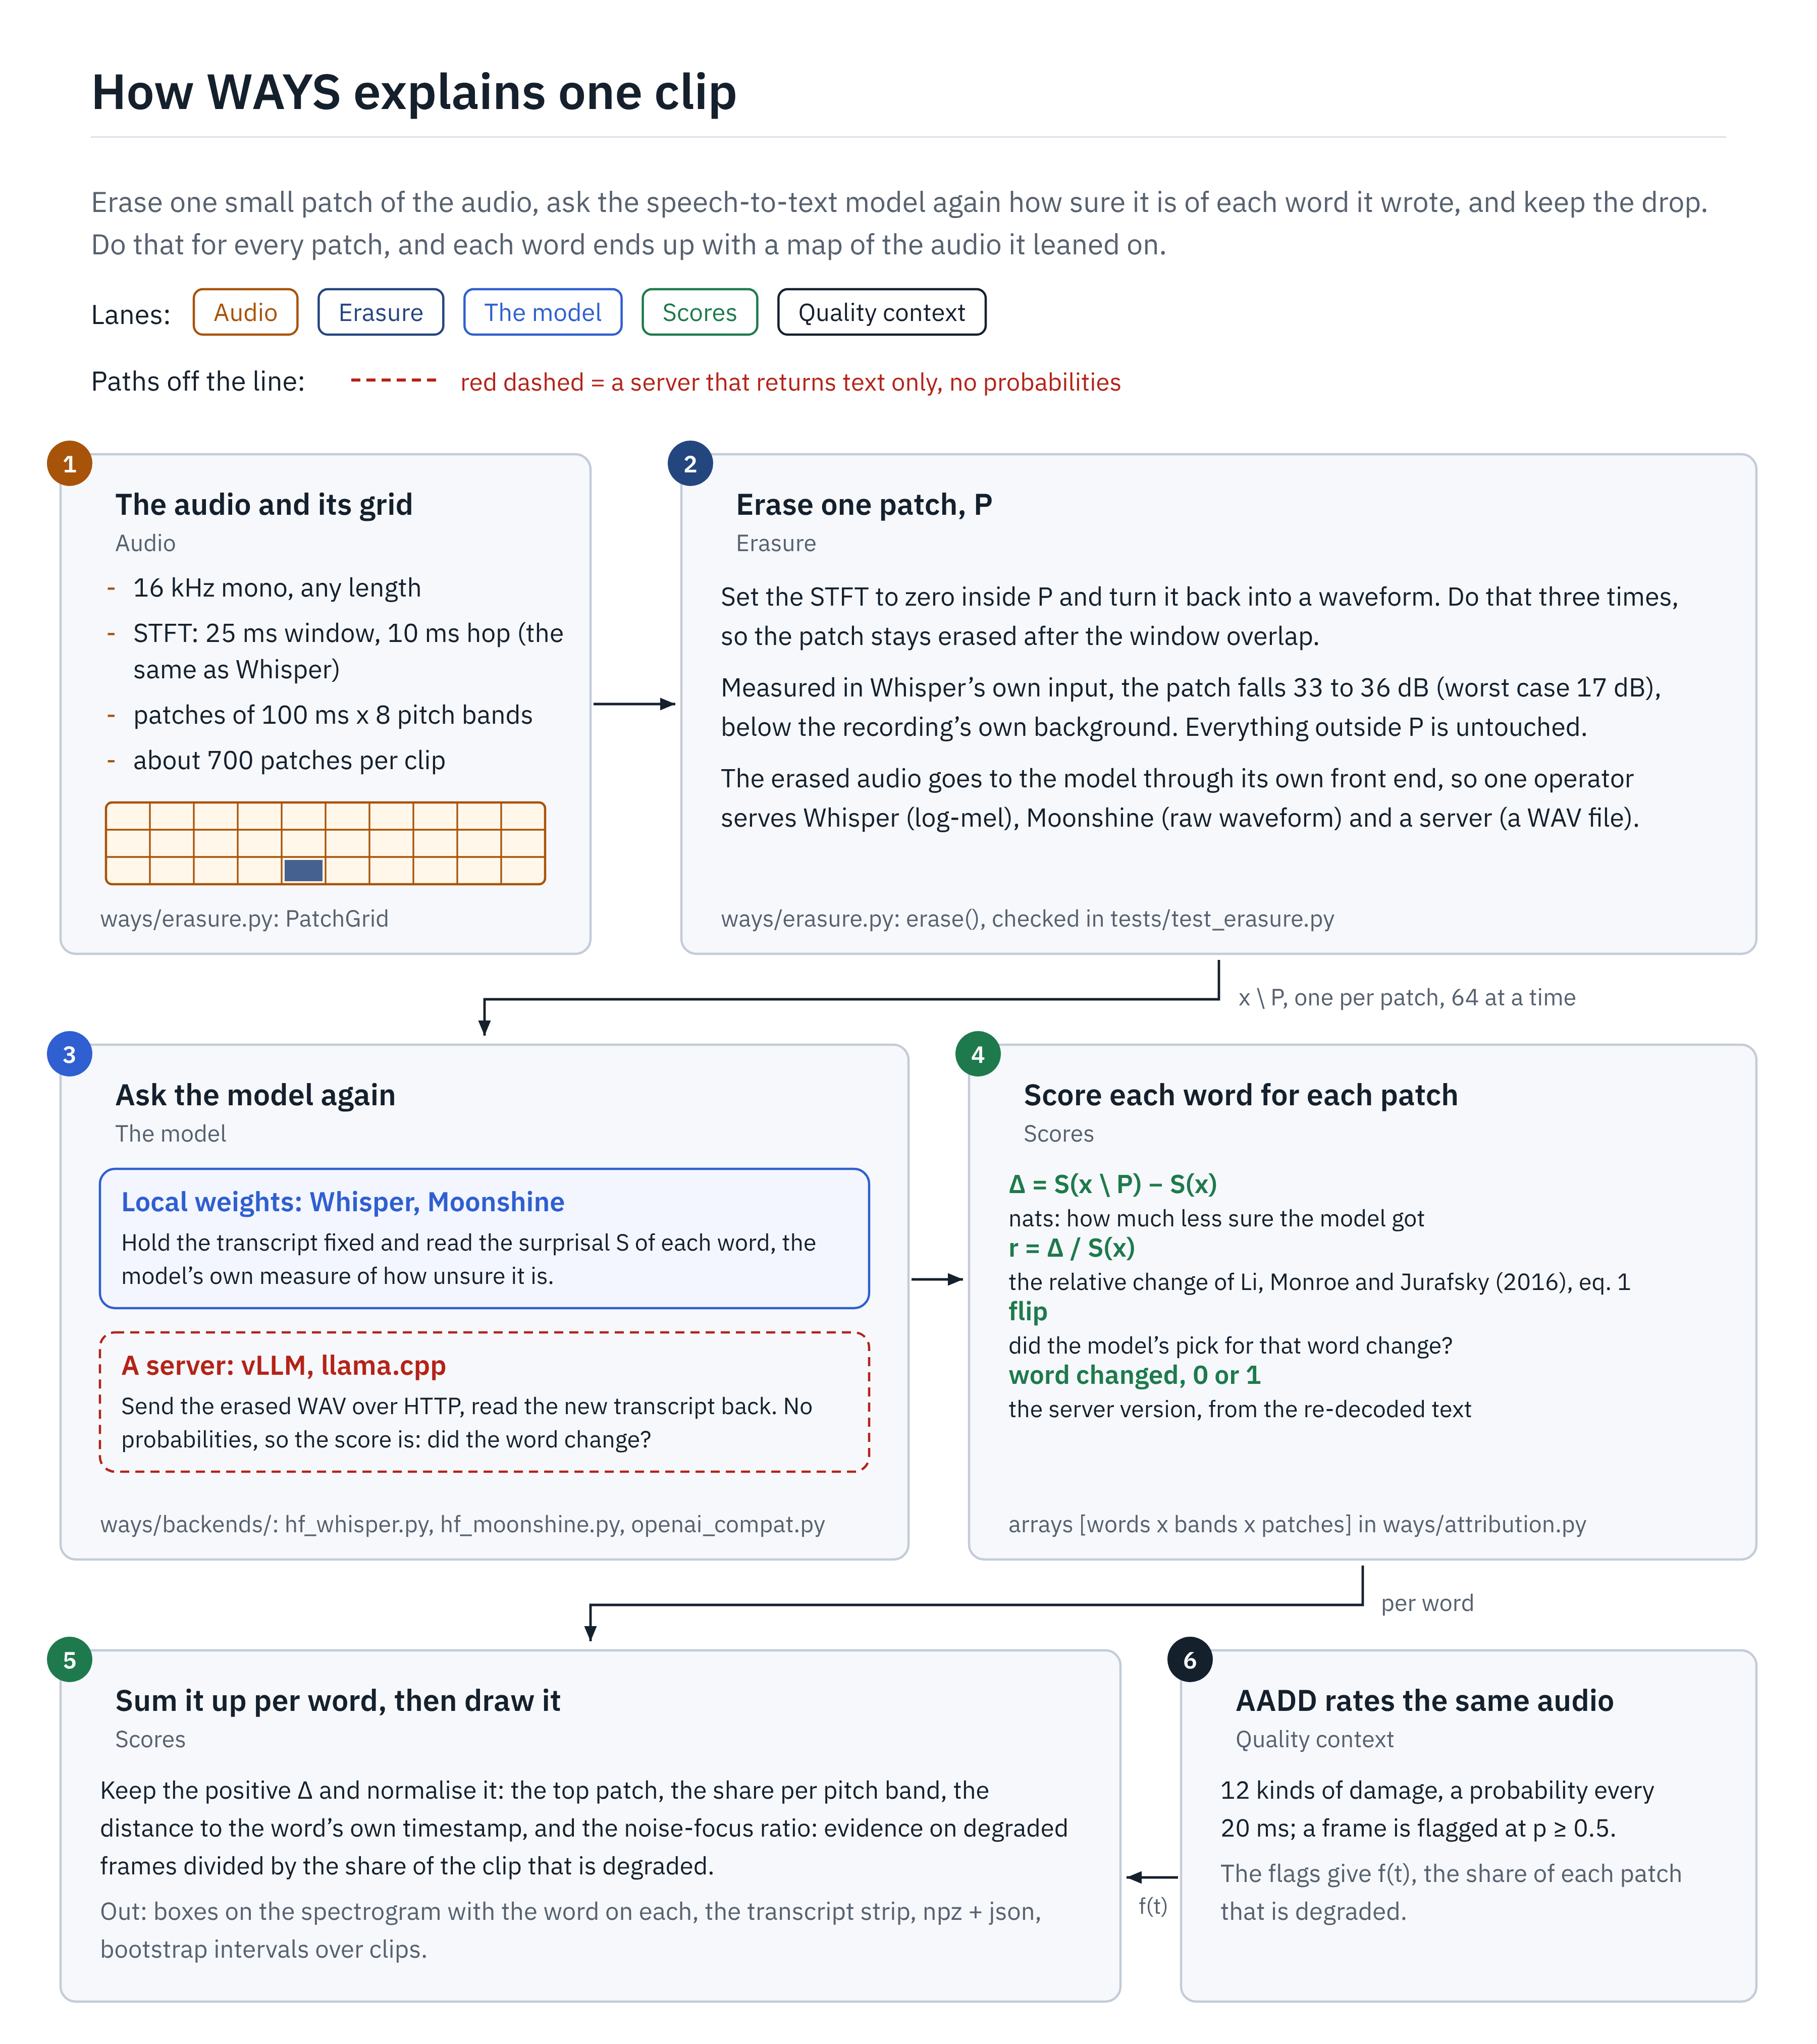 How WAYS explains one clip
Erase one small patch of the audio, ask the speech-to-text model again how sure it is of each word it wrote, and keep the drop.
Do that for every patch, and each word ends up with a map of the audio it leaned on.
Lanes: Audio Erasure The model Scores Quality context
Paths off the line: red dashed = a server that returns text only, no probabilities
1
The audio and its grid
Audio
- 16 kHz mono, any length
- STFT: 25 ms window, 10 ms hop (the
same as Whisper)
- patches of 100 ms x 8 pitch bands
- about 700 patches per clip
ways/erasure.py: PatchGrid
2
Erase one patch, P
Erasure
Set the STFT to zero inside P and turn it back into a waveform. Do that three times,
so the patch stays erased after the window overlap.
Measured in Whisper’s own input, the patch falls 33 to 36 dB (worst case 17 dB),
below the recording’s own background. Everything outside P is untouched.
The erased audio goes to the model through its own front end, so one operator
serves Whisper (log-mel), Moonshine (raw waveform) and a server (a WAV file).
ways/erasure.py: erase(), checked in tests/test_erasure.py
x \ P, one per patch, 64 at a time
3
Ask the model again
The model
Local weights: Whisper, Moonshine
Hold the transcript fixed and read the surprisal S of each word, the
model’s own measure of how unsure it is.
A server: vLLM, llama.cpp
Send the erased WAV over HTTP, read the new transcript back. No
probabilities, so the score is: did the word change?
ways/backends/: hf_whisper.py, hf_moonshine.py, openai_compat.py
4
Score each word for each patch
Scores
Δ = S(x \ P) – S(x)
nats: how much less sure the model got
r = Δ / S(x)
the relative change of Li, Monroe and Jurafsky (2016), eq. 1
flip
did the model’s pick for that word change?
word changed, 0 or 1
the server version, from the re-decoded text
arrays [words x bands x patches] in ways/attribution.py
per word
5
Sum it up per word, then draw it
Scores
Keep the positive Δ and normalise it: the top patch, the share per pitch band, the
distance to the word’s own timestamp, and the noise-focus ratio: evidence on degraded
frames divided by the share of the clip that is degraded.
Out: boxes on the spectrogram with the word on each, the transcript strip, npz + json,
bootstrap intervals over clips.
f(t)
6
AADD rates the same audio
Quality context
12 kinds of damage, a probability every
20 ms; a frame is flagged at p ≥ 0.5.
The flags give f(t), the share of each patch
that is degraded.